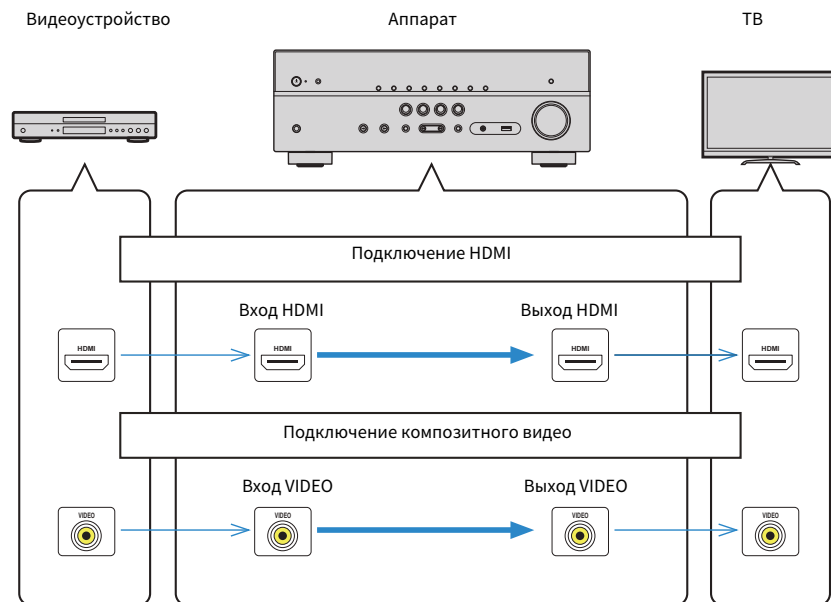 Видеоустройство
Аппарат
ТВ
Подключение HDMI
Вход HDMI
Выход HDMI
HDMI
HDMI
HDMI
HDMI
Подключение композитного видео
Вход VIDEO
Выход VIDEO
VIDEO
VIDEO
VIDEO
VIDEO